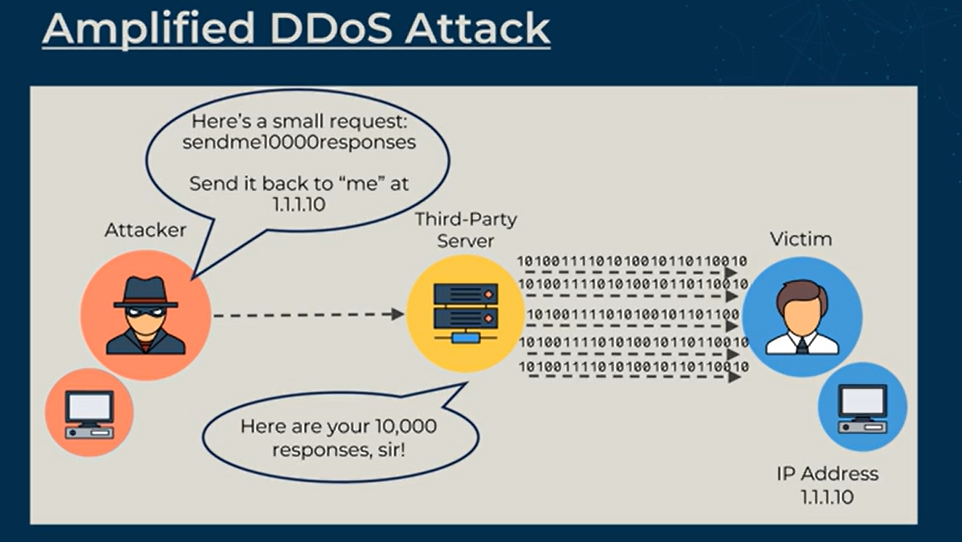 Amplified DDoS Attack
Here's a small request:
sendme10000responses
Send it back to “me” at
1.1.1.10
Attacker
Third-Party
Server
Victim
10100111101010010110110010
10100111101010010110110010
101001111010100101101100
10100111101010010110110010
10100111101010010110110010
Here are your 10,000
responses, sir!
IP Address
1.1.1.10